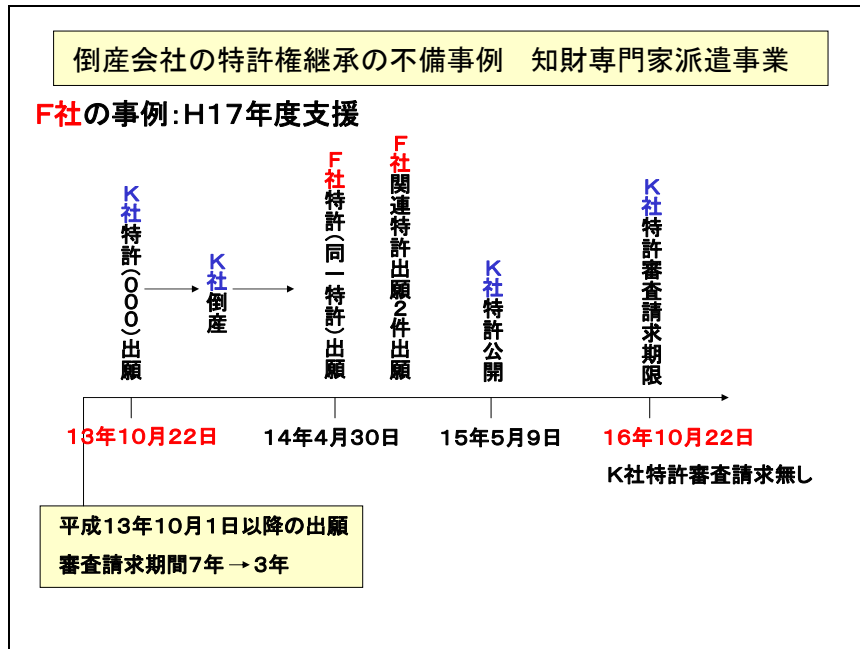 倒産会社の特許権継承の不備事例　知財専門家派遣事業
F社の事例：H17年度支援
K社特許（000）出願
K社倒産
F社特許（同一特許）出願
F社関連特許出願2件出願
K社特許公開
K社特許審査請求期限
13年10月22日
14年4月30日
15年5月9日
16年10月22日
K社特許審査請求無し
平成13年10月1日以降の出願
審査請求期間7年→3年